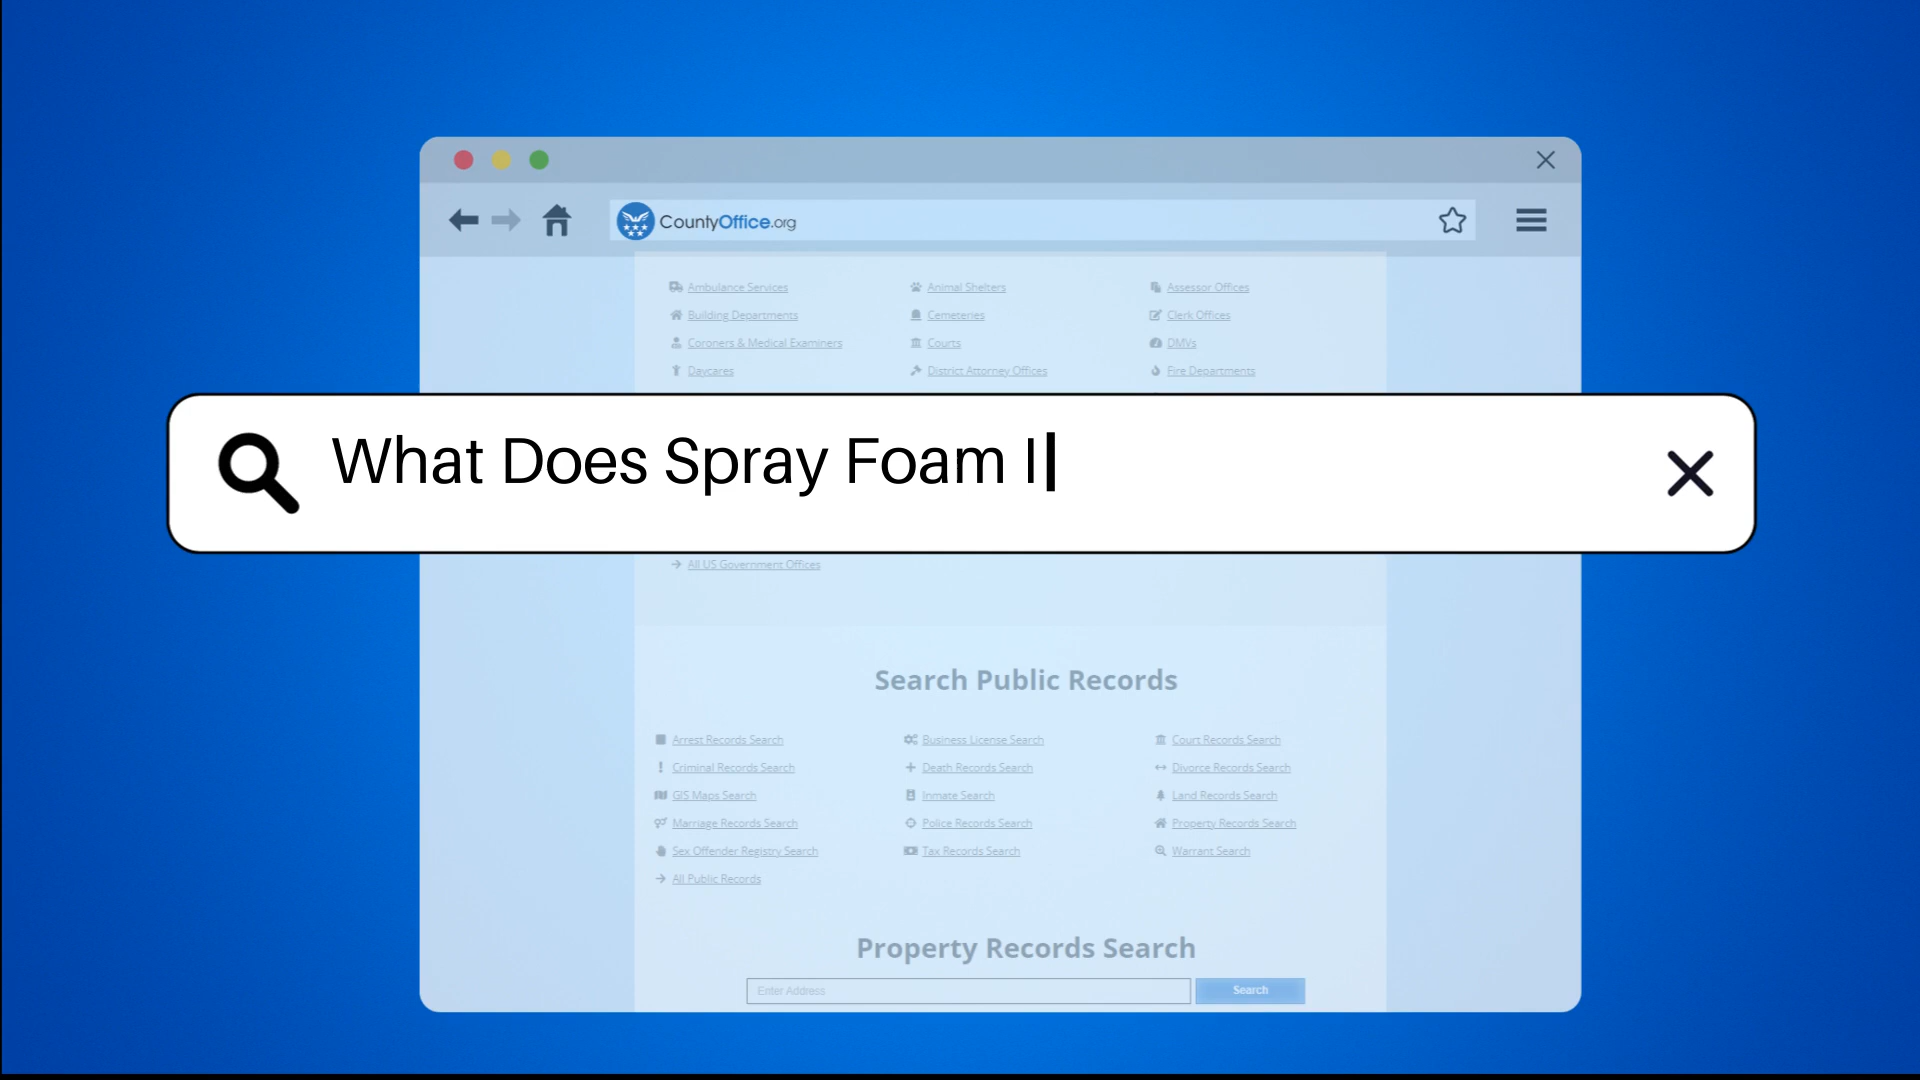 CountyOffice.org
Ambulance Services Animal Shelters Assessor Offices
Building Departments Cemeteries Clerk Offices
Coroners & Medical Examiners Courts DMVs
Daycares District Attorney Offices Fire Departments
What Does Spray Foam I
All US Government Offices
Search Public Records
Arrest Records Search Business License Search Court Records Search
Criminal Records Search Death Records Search Divorce Records Search
GIS Maps Search Inmate Search Land Records Search
Marriage Records Search Police Records Search Property Records Search
Sex Offender Registry Search Tax Records Search Warrant Search
All Public Records
Property Records Search
Enter Address Search